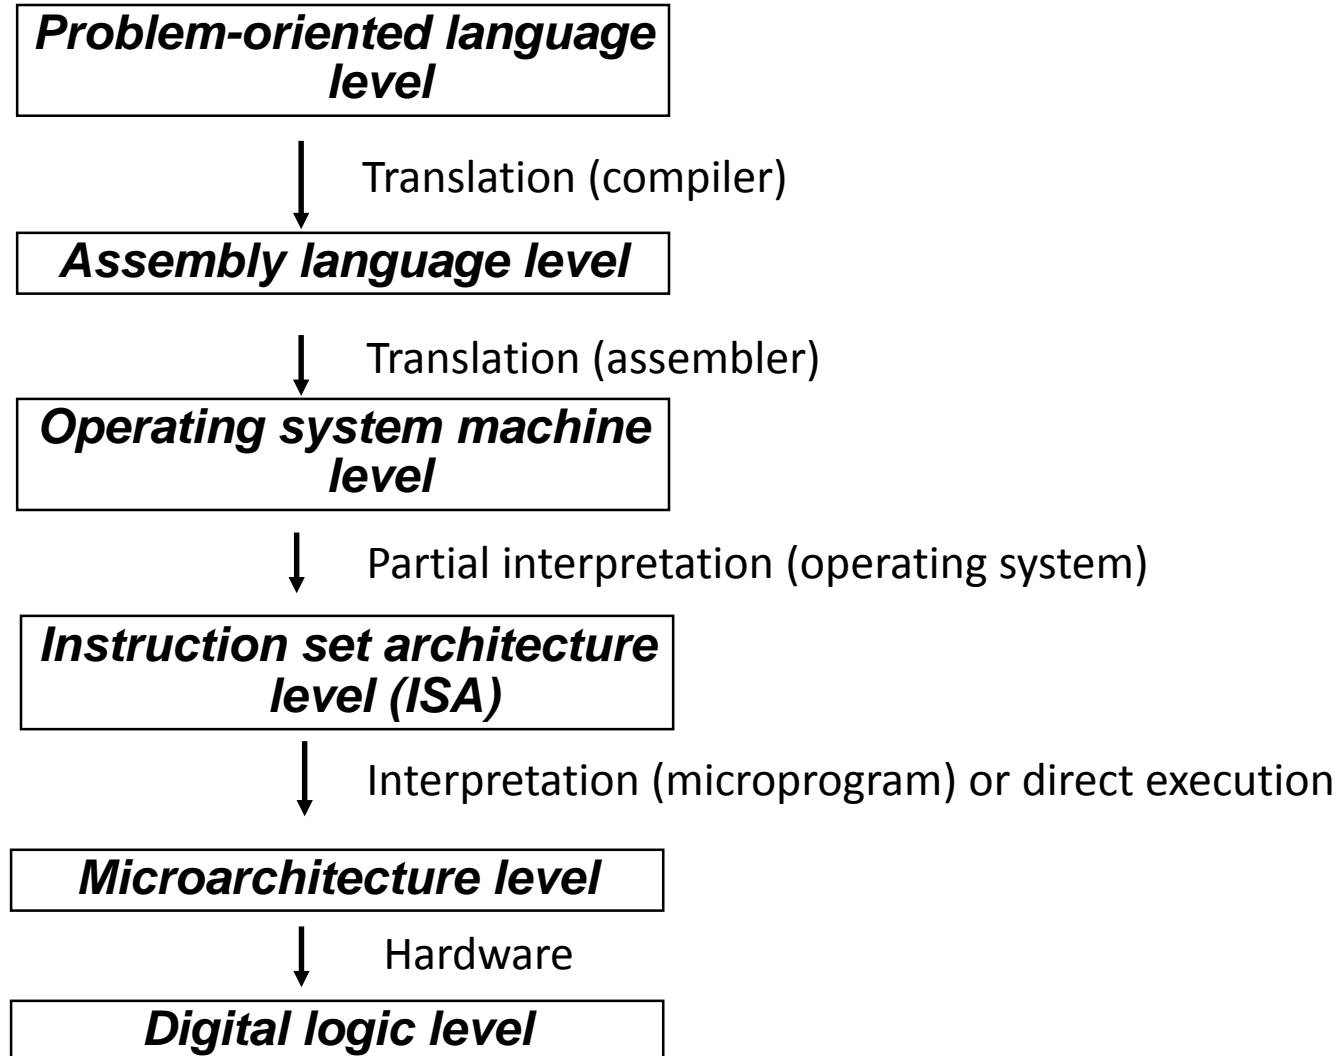 Problem-oriented language
level
Translation (compiler)
Assembly language level
Translation (assembler)
Operating system machine
level
Partial interpretation (operating system)
Instruction set architecture
level (ISA)
Interpretation (microprogram) or direct execution
Microarchitecture level
Hardware
Digital logic level